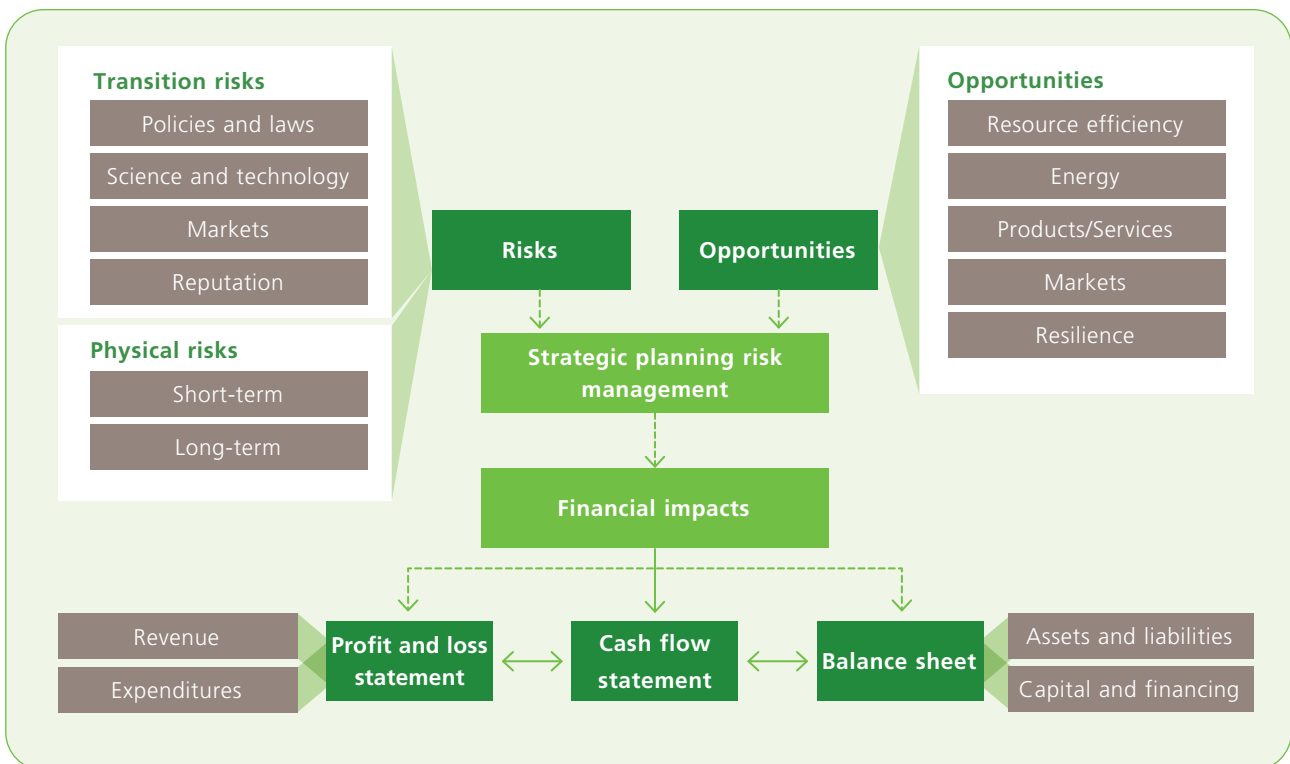 Transition risks
Policies and laws
Science and technology
Markets
Reputation
Physical risks
Short-term
Long-term
Risks
Opportunities
Opportunities
Resource efficiency
Energy
Products/Services
Markets
Resilience
Strategic planning risk
management
Financial impacts
Revenue
Expenditures
Profit and loss
statement
Cash flow
statement
Balance sheet
Assets and liabilities
Capital and financing